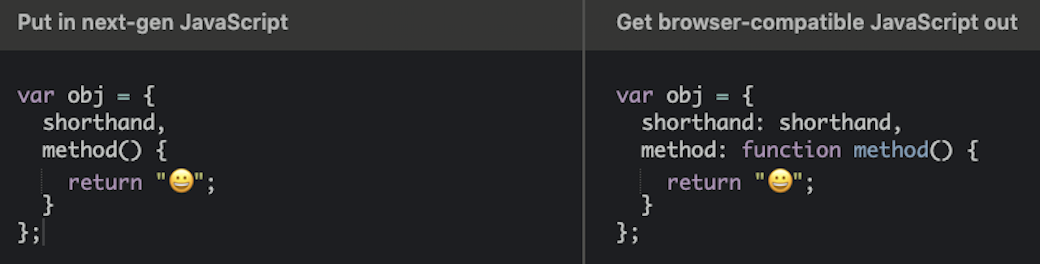 Put in next-gen JavaScript
var obj = {
  shorthand,
  method() {
    return "😀";
  }
};
Get browser-compatible JavaScript out
var obj = {
  shorthand: shorthand,
  method: function method() {
    return "😀";
  }
};